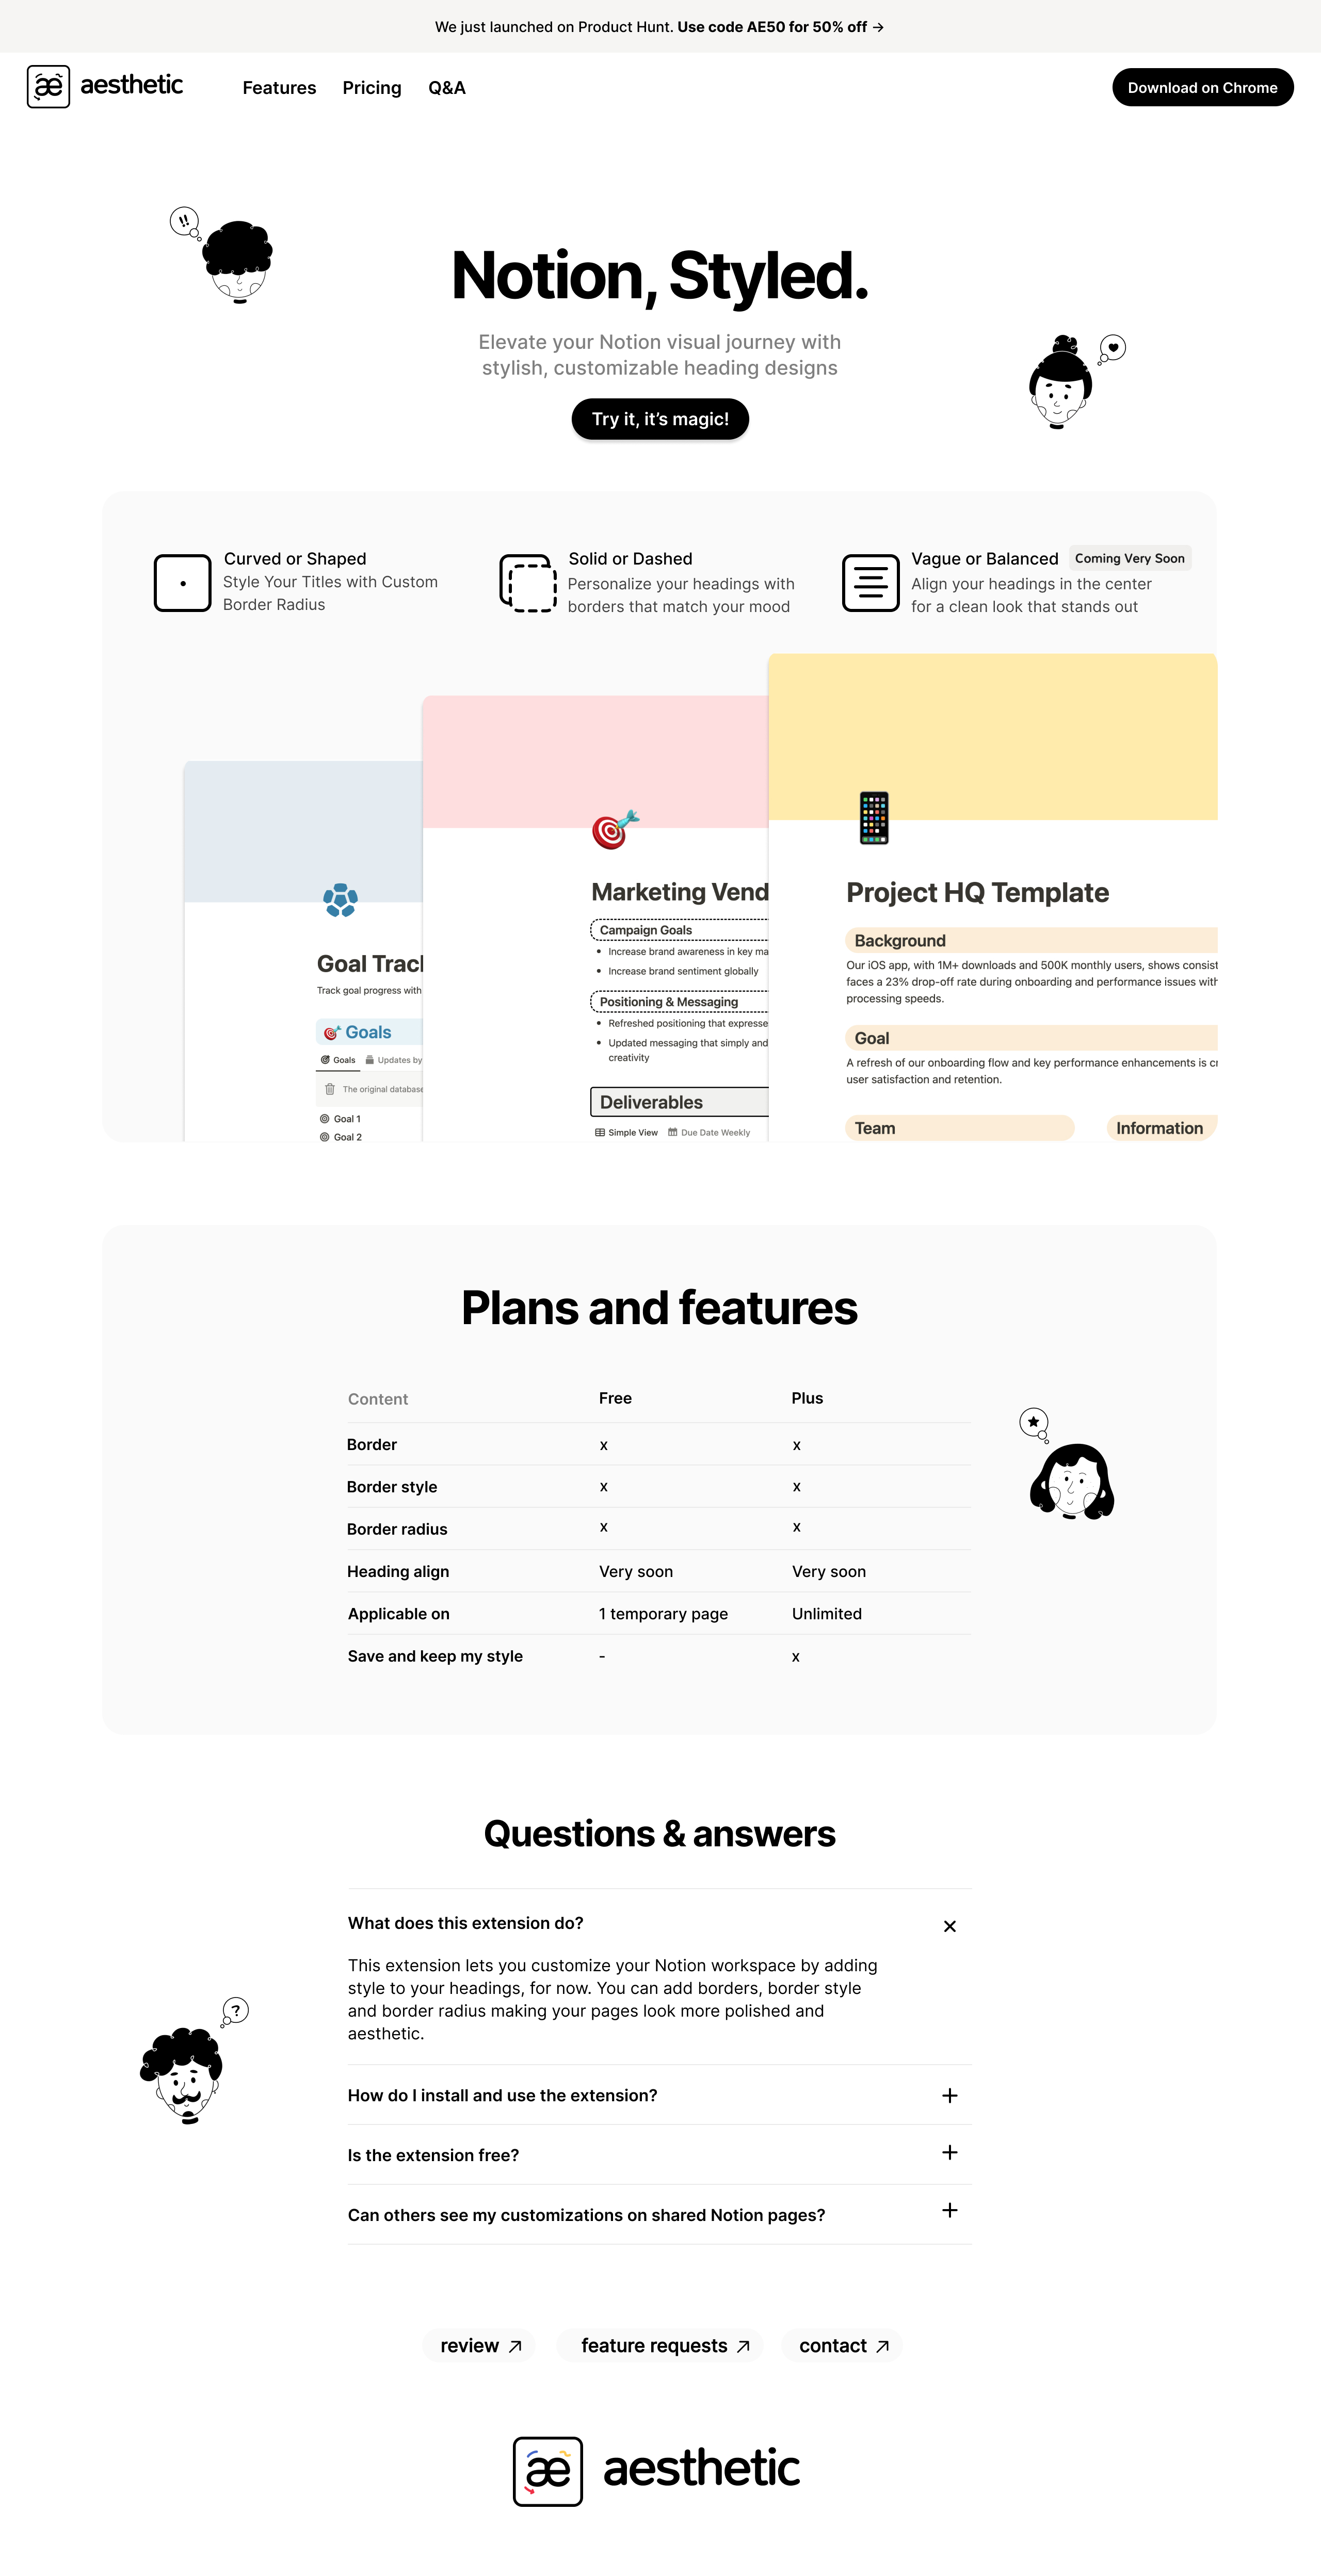 We just launched on Product Hunt. Use code AE50 for 50% off →
æ aesthetic
Features
Pricing
Q&A
Download on Chrome
!!
Notion, Styled.
Elevate your Notion visual journey with
stylish, customizable heading designs
Try it, it's magic!
Curved or Shaped
Style Your Titles with Custom
Border Radius
Solid or Dashed
Personalize your headings with
borders that match your mood
Vague or Balanced
Coming Very Soon
Align your headings in the center
for a clean look that stands out
Goal Track
Track goal progress with
Goals
Goals
Updates by
The original database
Goal 1
Goal 2
Marketing Vend
Campaign Goals
• Increase brand awareness in key ma
• Increase brand sentiment globally
Positioning & Messaging
• Refreshed positioning that expresse
• Updated messaging that simply and
creativity
Deliverables
Simple View
Due Date Weekly
Project HQ Template
Background
Our iOS app, with 1M+ downloads and 500K monthly users, shows consist
faces a 23% drop-off rate during onboarding and performance issues with
processing speeds.
Goal
A refresh of our onboarding flow and key performance enhancements is cr
user satisfaction and retention.
Team
Information
Plans and features
Content Free Plus
Border x x
Border style x x
Border radius x x
Heading align Very soon Very soon
Applicable on 1 temporary page Unlimited
Save and keep my style - x
Questions & answers
What does this extension do?
This extension lets you customize your Notion workspace by adding
style to your headings, for now. You can add borders, border style
and border radius making your pages look more polished and
aesthetic.
?
How do I install and use the extension?
Is the extension free?
Can others see my customizations on shared Notion pages?
review
feature requests
contact
æ aesthetic